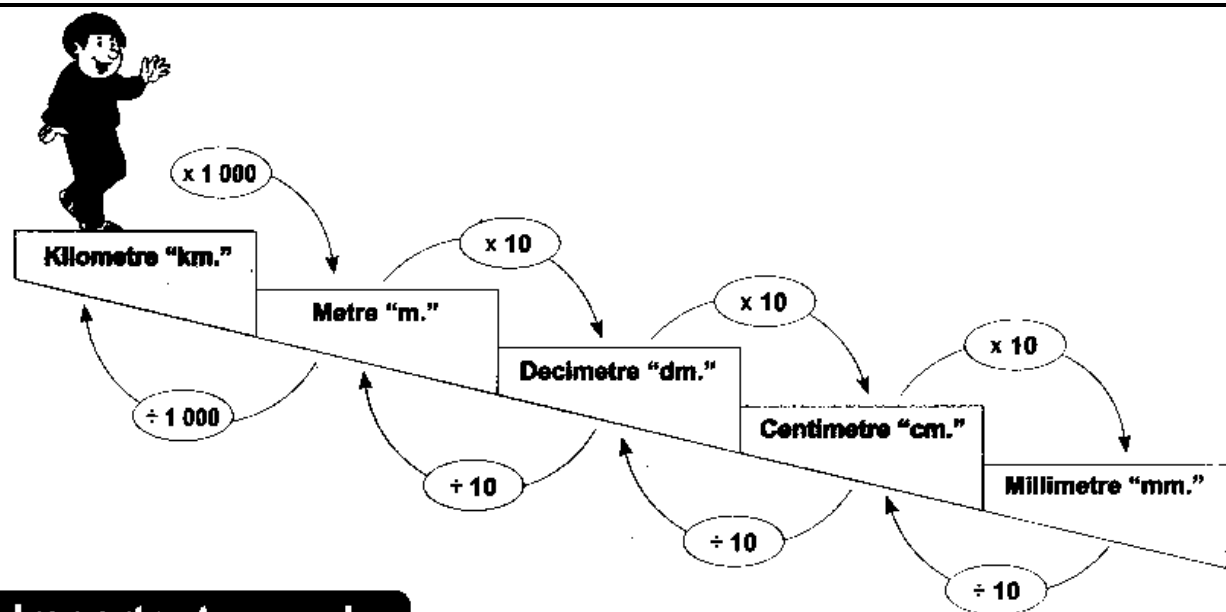 x 1 000
x 10
Kilometre “km.”
x 10
Metre “m.”
x 10
Decimetre “dm.”
÷ 1 000
Centimetre “cm.”
÷ 10
Millimetre “mm.”
÷ 10
÷ 10